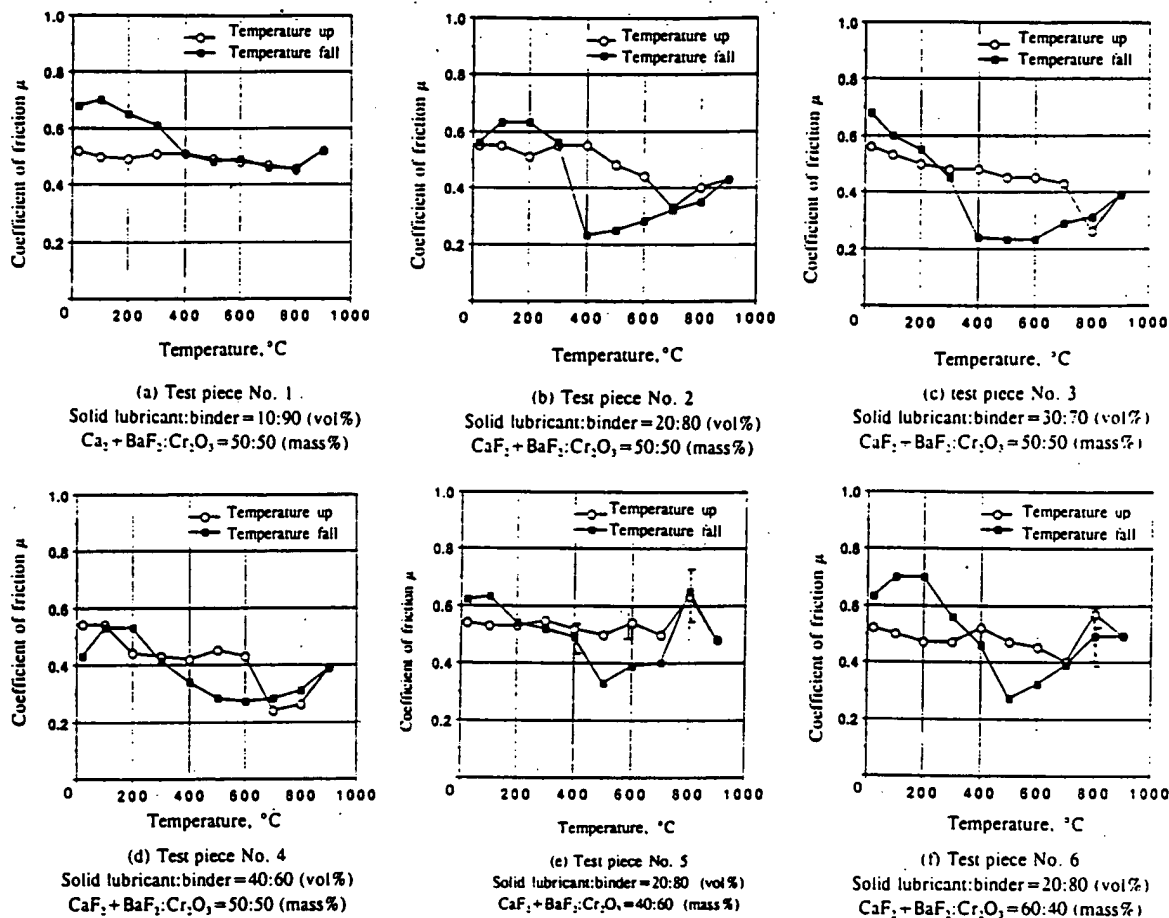 1.0
0.8
0.6
0.4
0.2
Coefficient of friction μ
Temperature up
Temperature fall
0 200 400 600 800 1000
Temperature, °C
(a) Test piece No. 1
Solid lubricant:binder=10:90 (vol%)
Ca₂+BaF₂:Cr₂O₃=50:50 (mass%)
1.0
0.8
0.6
0.4
0.2
Coefficient of friction μ
Temperature up
Temperature fall
0 200 400 600 800 1000
Temperature, °C
(b) Test piece No. 2
Solid lubricant:binder=20:80 (vol%)
CaF₂+BaF₂:Cr₂O₃=50:50 (mass%)
1.0
0.8
0.6
0.4
0.2
Coefficient of friction μ
Temperature up
Temperature fall
0 200 400 600 800 1000
Temperature, °C
(c) test piece No. 3
Solid lubricant:binder=30:70 (vol%)
CaF₂+BaF₂:Cr₂O₃=50:50 (mass%)
1.0
0.8
0.6
0.4
0.2
Coefficient of friction μ
Temperature up
Temperature fall
0 200 400 600 800 1000
Temperature, °C
(d) Test piece No. 4
Solid lubricant:binder=40:60 (vol%)
CaF₂+BaF₂:Cr₂O₃=50:50 (mass%)
1.0
0.8
0.6
0.4
0.2
Coefficient of friction μ
Temperature up
Temperature fall
0 200 400 600 800 1000
Temperature, °C
(e) Test piece No. 5
Solid lubricant:binder=20:80 (vol%)
CaF₂+BaF₂:Cr₂O₃=40:60 (mass%)
1.0
0.8
0.6
0.4
0.2
Coefficient of friction μ
Temperature up
Temperature fall
0 200 400 600 800 1000
Temperature, °C
(f) Test piece No. 6
Solid lubricant:binder=20:80 (vol%)
CaF₂+BaF₂:Cr₂O₃=60:40 (mass%)